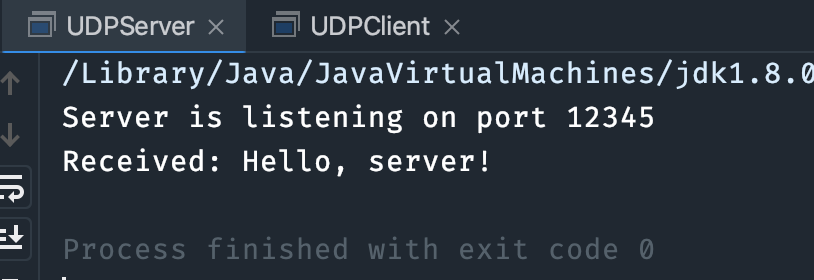 UDPServer × UDPClient ×
/Library/Java/JavaVirtualMachines/jdk1.8.0
Server is listening on port 12345
Received: Hello, server!
Process finished with exit code 0